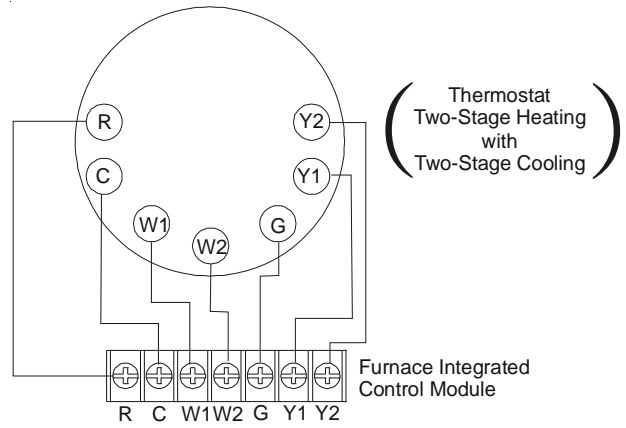 R
Y2
C
Y1
W1
W2
G
Thermostat
Two-Stage Heating
with
Two-Stage Cooling
Furnace Integrated
Control Module
R C W1 W2 G Y1 Y2